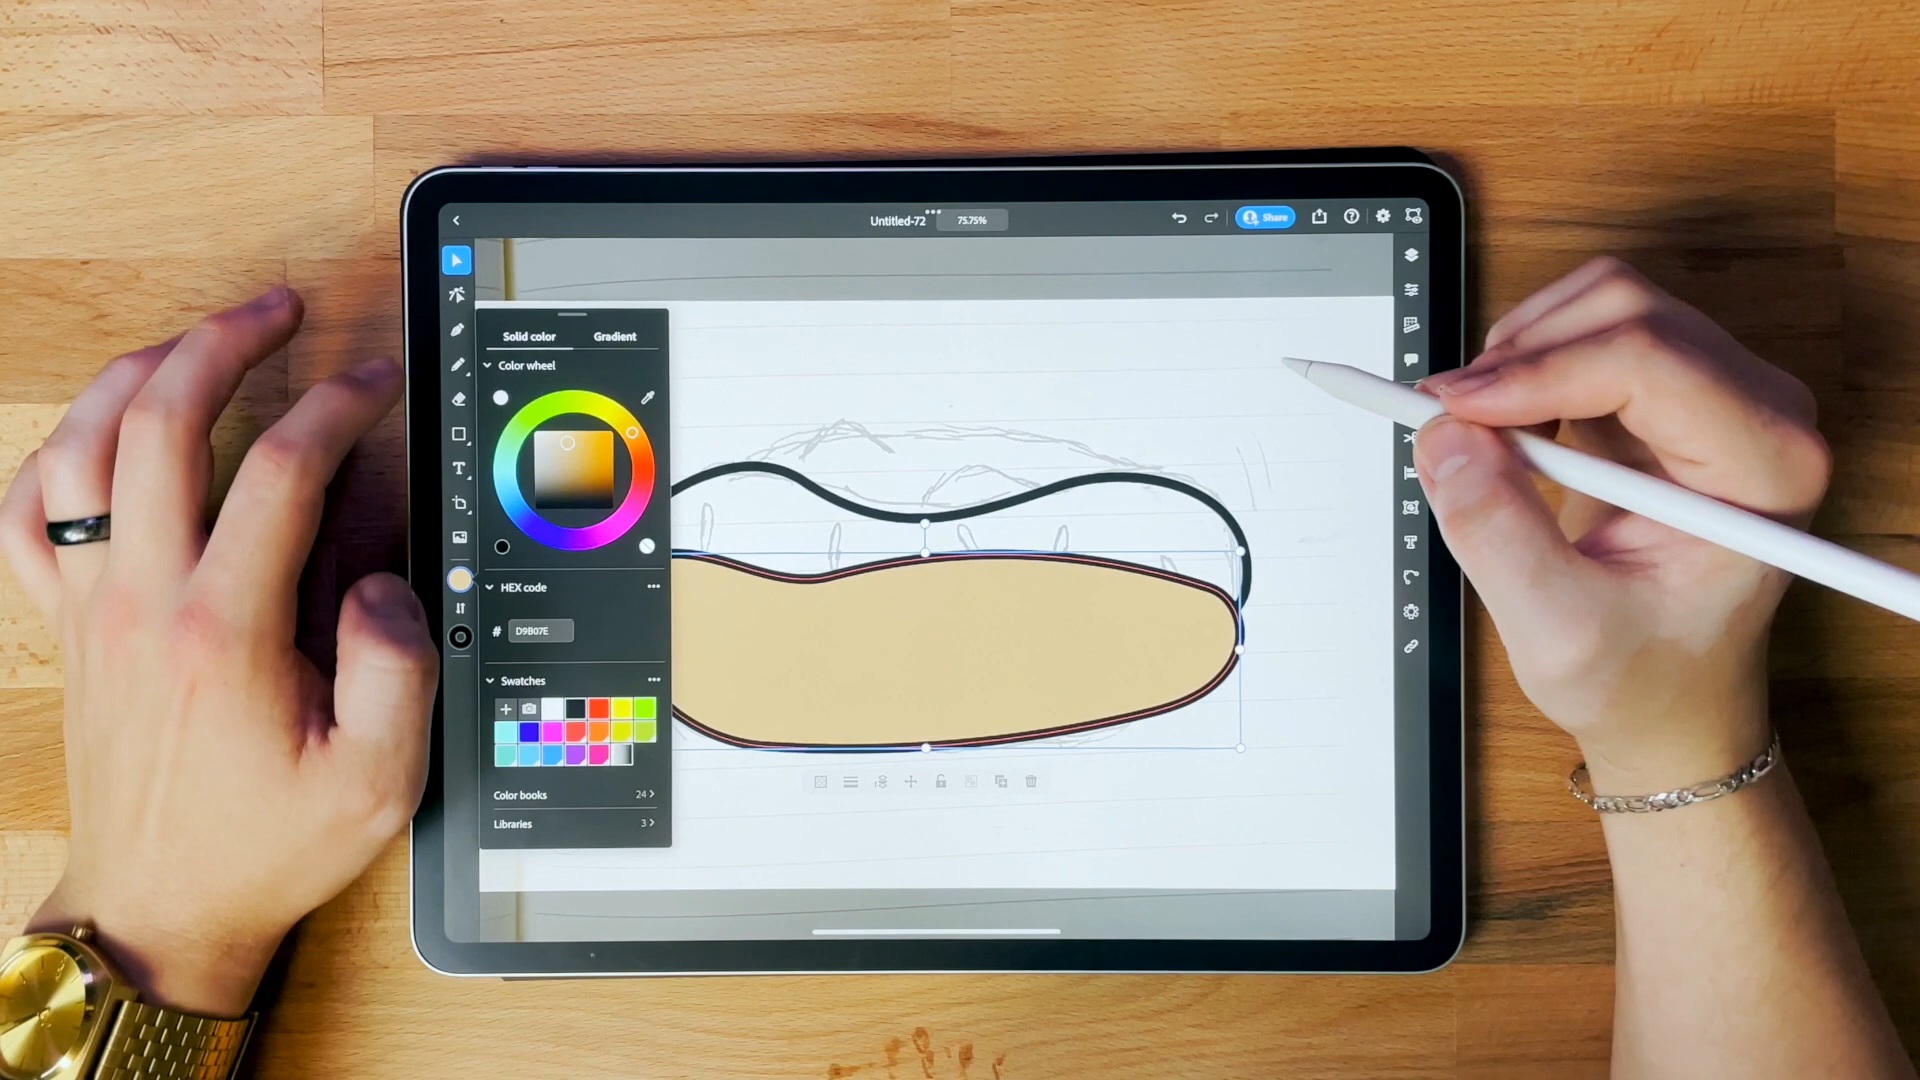 Untitled-72
75.75%
Share
Solid color
Gradient
Color wheel
HEX code
# D9B07E
Swatches
Color books
24
Libraries
3